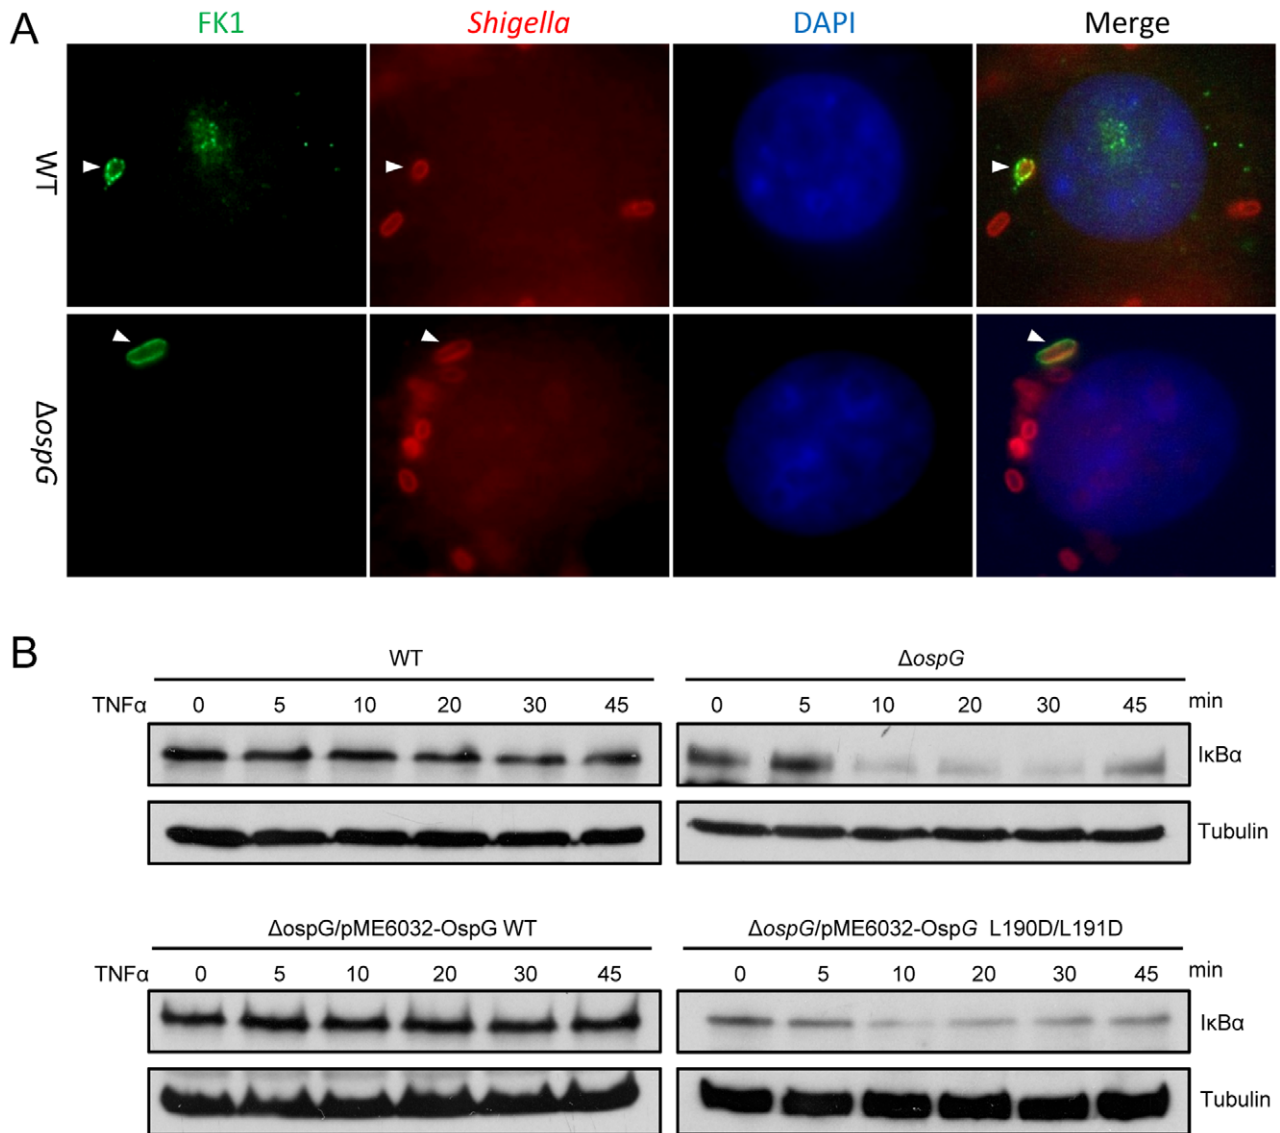 A
FK1 Shigella DAPI Merge
WT
ΔospG
B
WT ΔospG
TNFα 0 5 10 20 30 45 0 5 10 20 30 45 min
IκBα
Tubulin
ΔospG/pME6032-OspG WT ΔospG/pME6032-OspG L190D/L191D
TNFα 0 5 10 20 30 45 0 5 10 20 30 45 min
IκBα
Tubulin